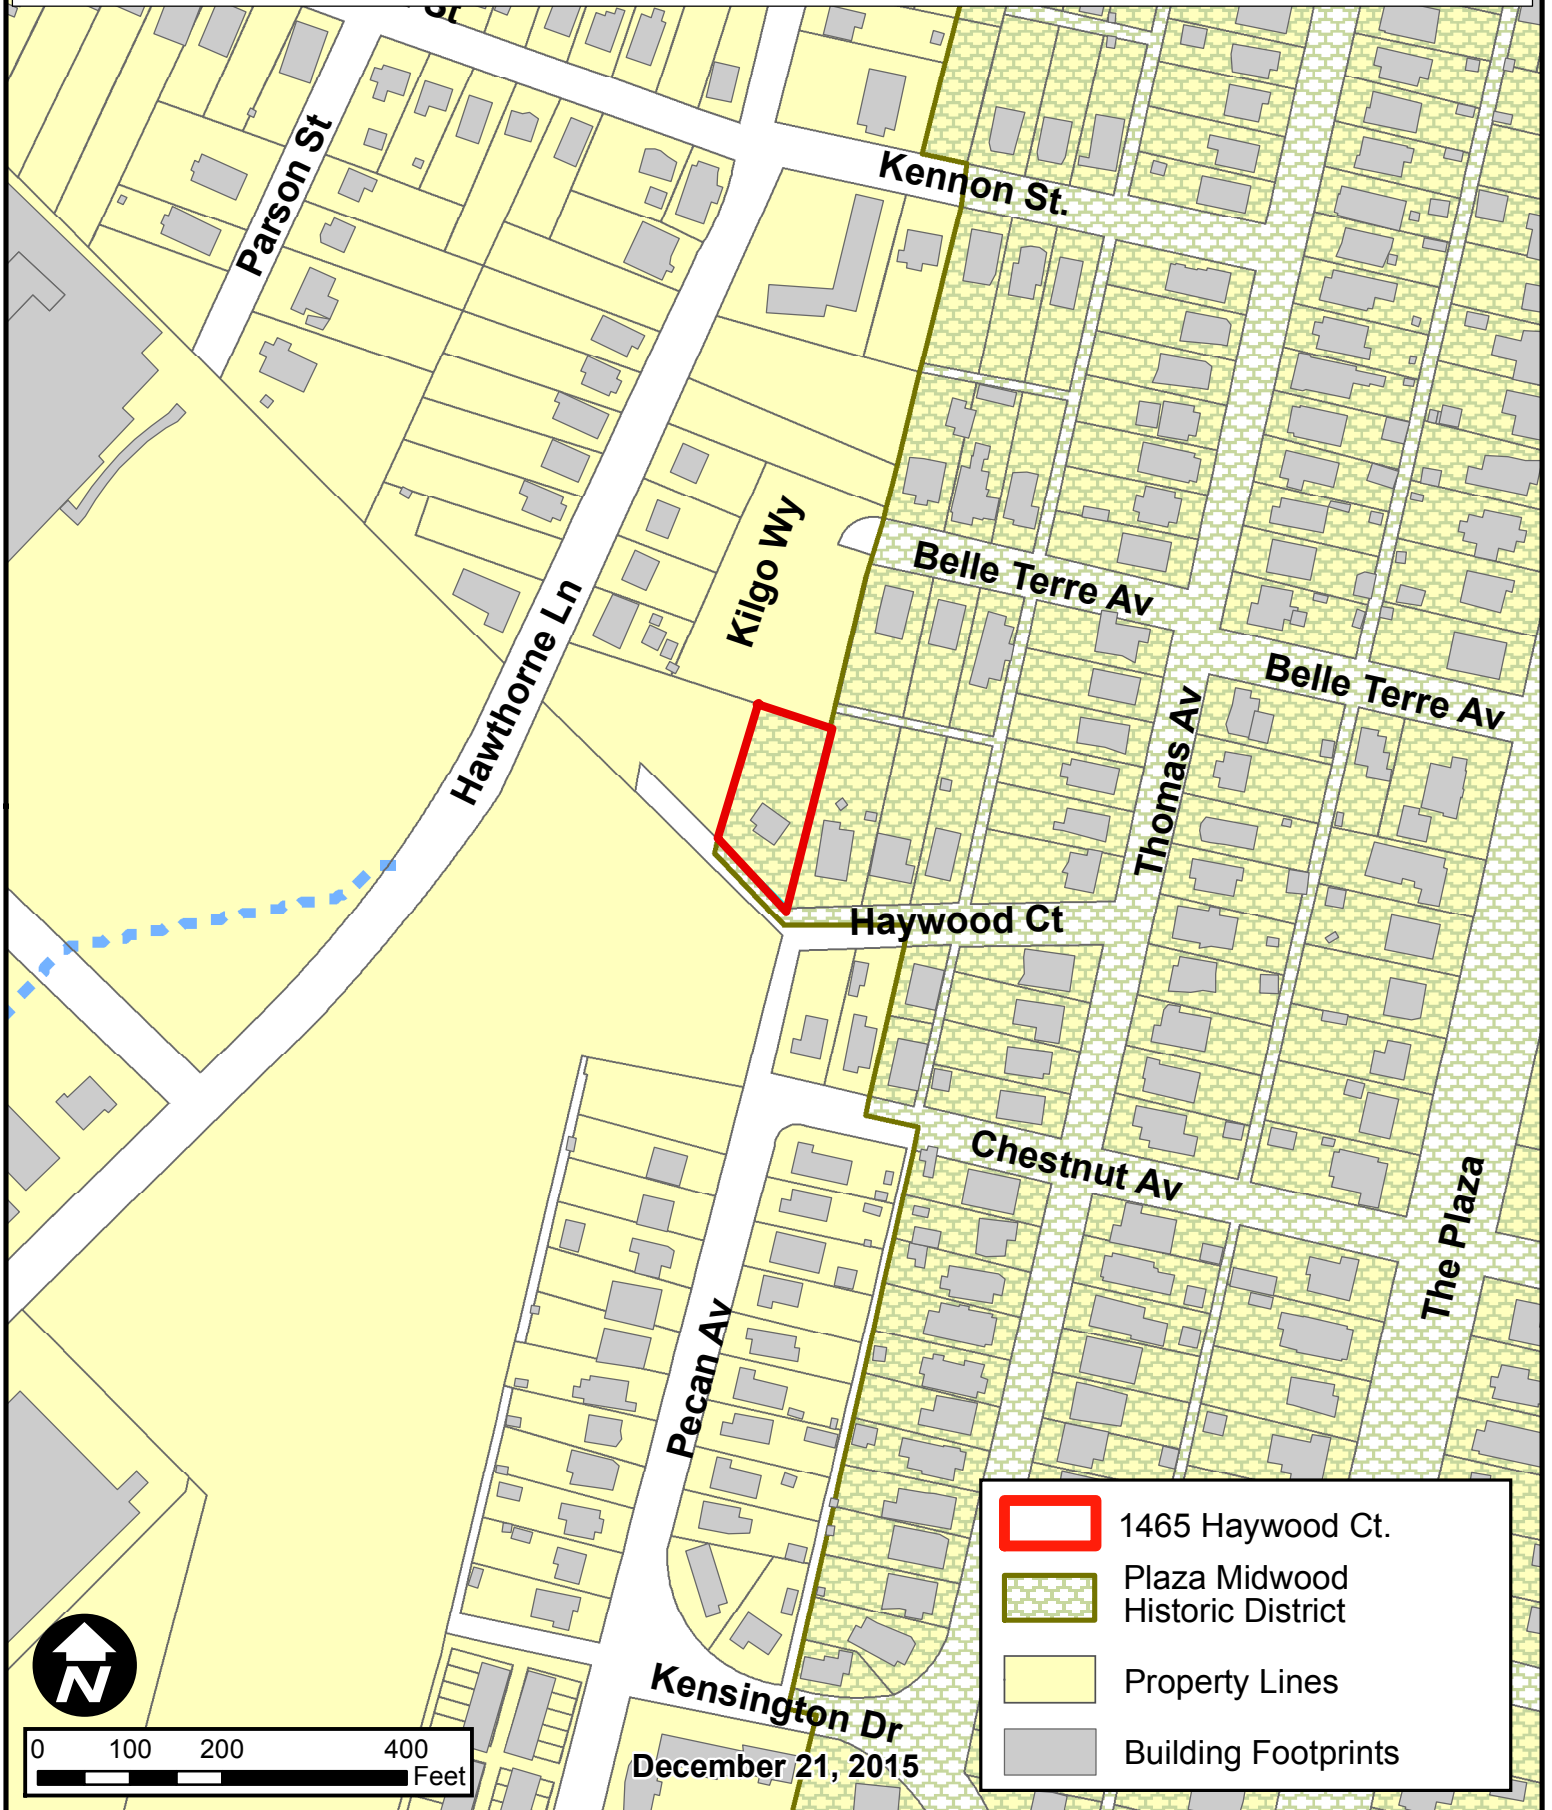 St
Parson St
Kennon St.
Kilgo Wy
Belle Terre Av
Hawthorne Ln
Belle Terre Av
Thomas Av
Haywood Ct
Chestnut Av
The Plaza
Pecan Av
Kensington Dr
December 21, 2015
1465 Haywood Ct.
Plaza Midwood
Historic District
Property Lines
Building Footprints
N
0 100 200 400
Feet